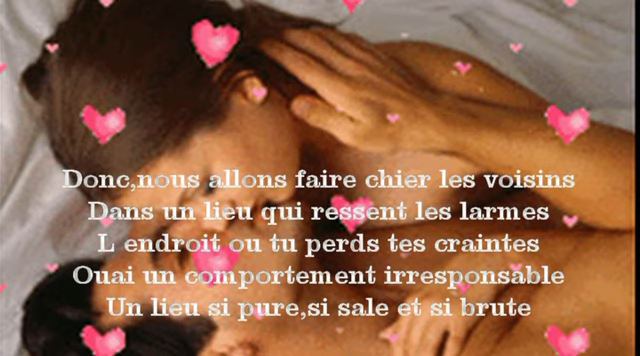 Donc,nous allons faire chier les voisins
Dans un lieu qui ressent les larmes
L endroit ou tu perds tes craintes
Ouai un comportement irresponsable
Un lieu si pure,si sale et si brute